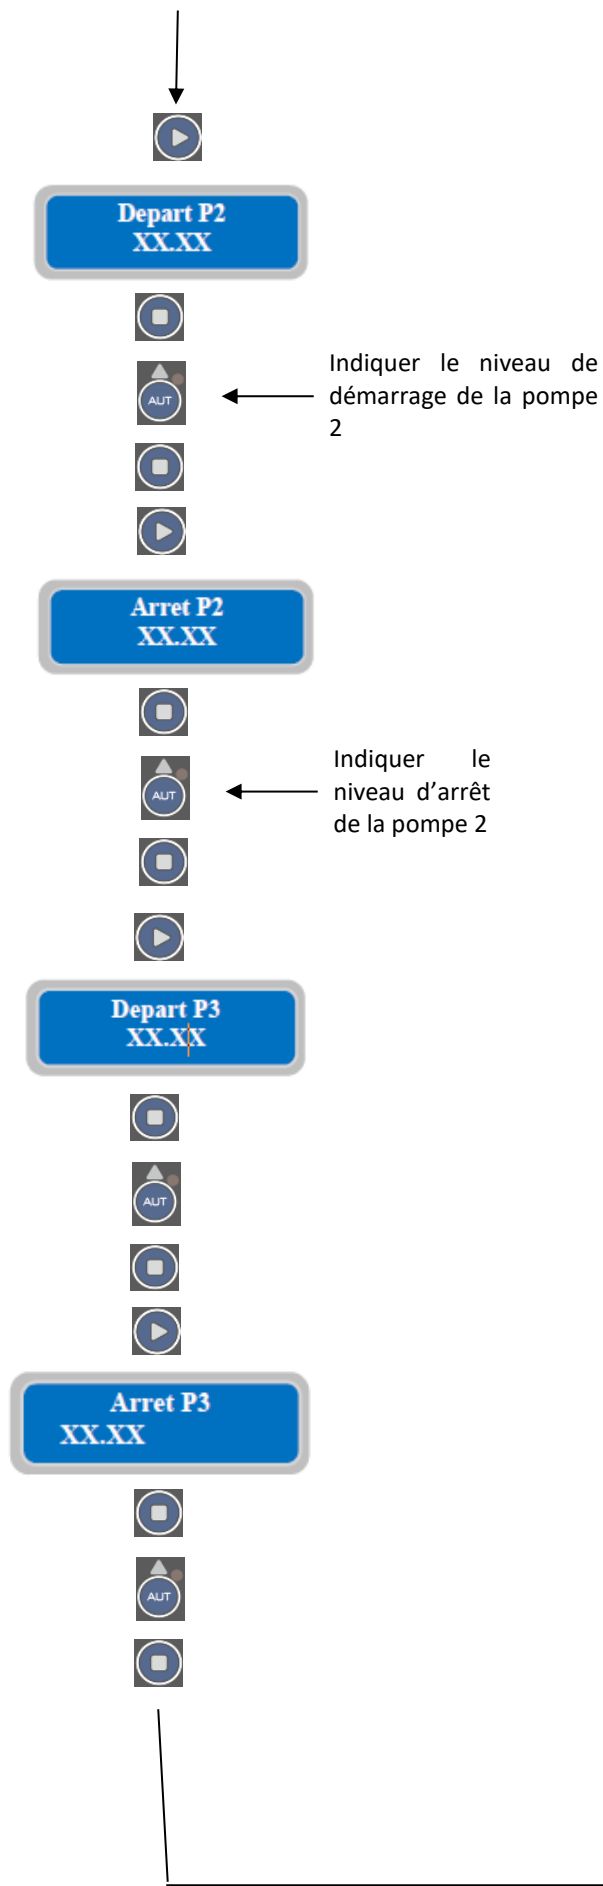 Depart P2
XX.XX
AUT
Indiquer le niveau de
démarrage de la pompe
2
Arret P2
XX.XX
AUT
Indiquer le
niveau d’arrêt
de la pompe 2
Depart P3
XX.XX
AUT
Arret P3
XX.XX
AUT